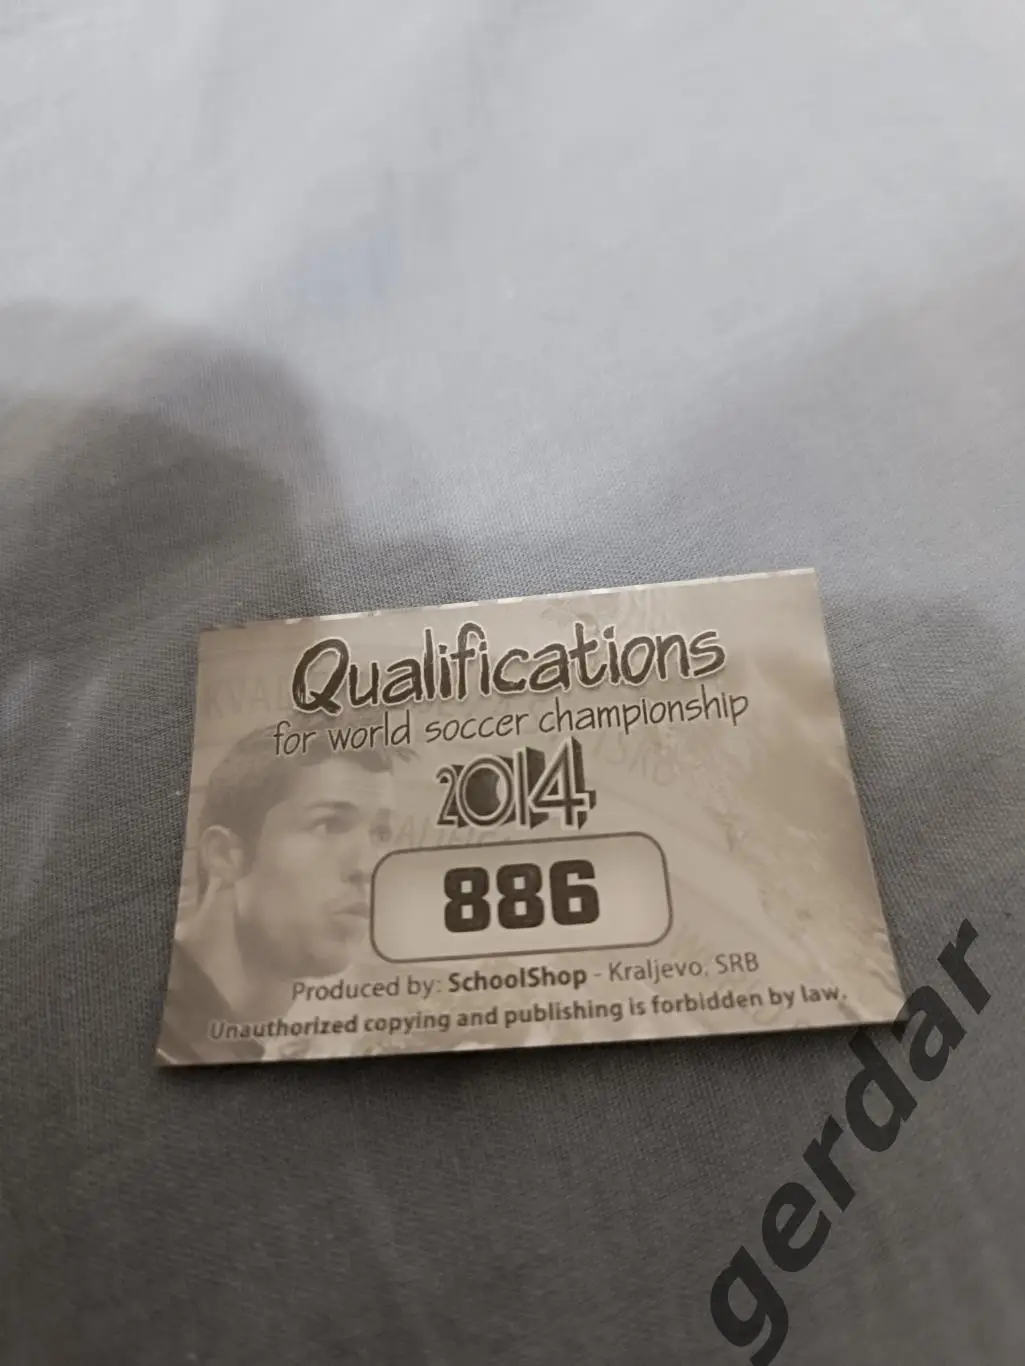 Qualifications
for world soccer championship
2014
886
Produced by: SchoolShop - Kraljevo, SRB
Unauthorized copying and publishing is forbidden by law.
gerdar